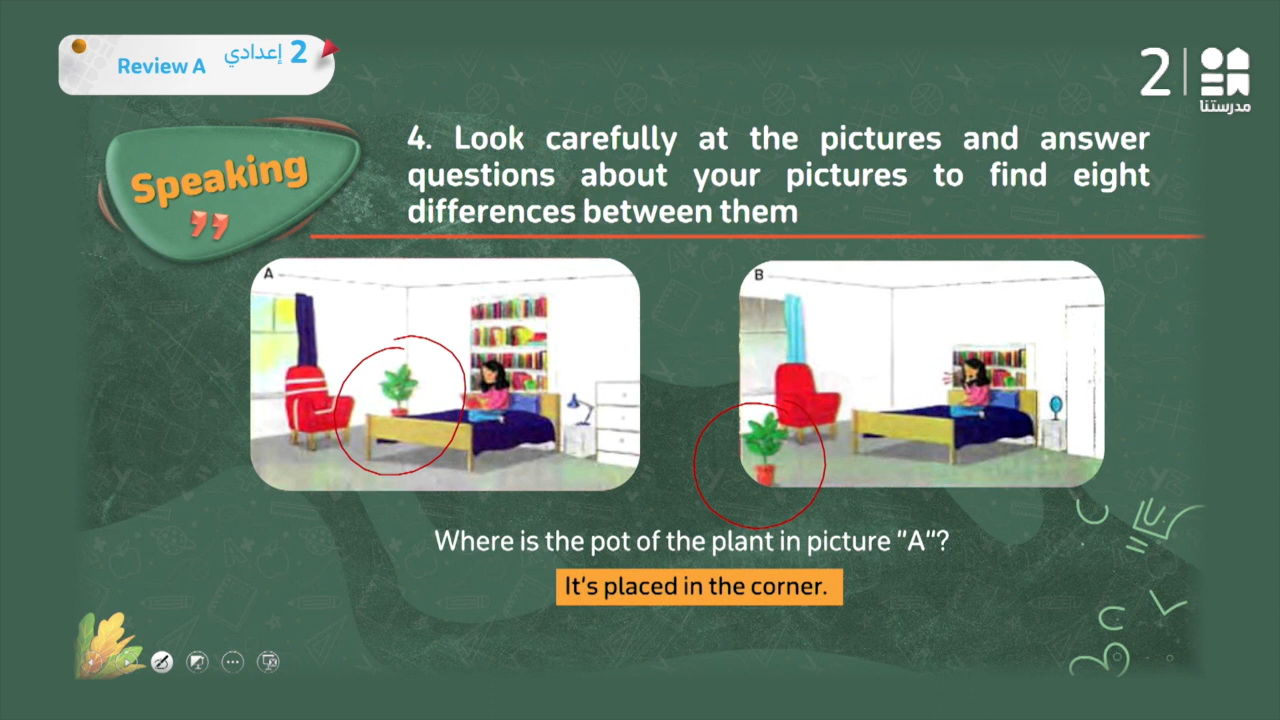 2 إعدادي
Review A
2
مدرستنا
Speaking
4. Look carefully at the pictures and answer
questions about your pictures to find eight
differences between them
A
B
Where is the pot of the plant in picture "A"?
It's placed in the corner.